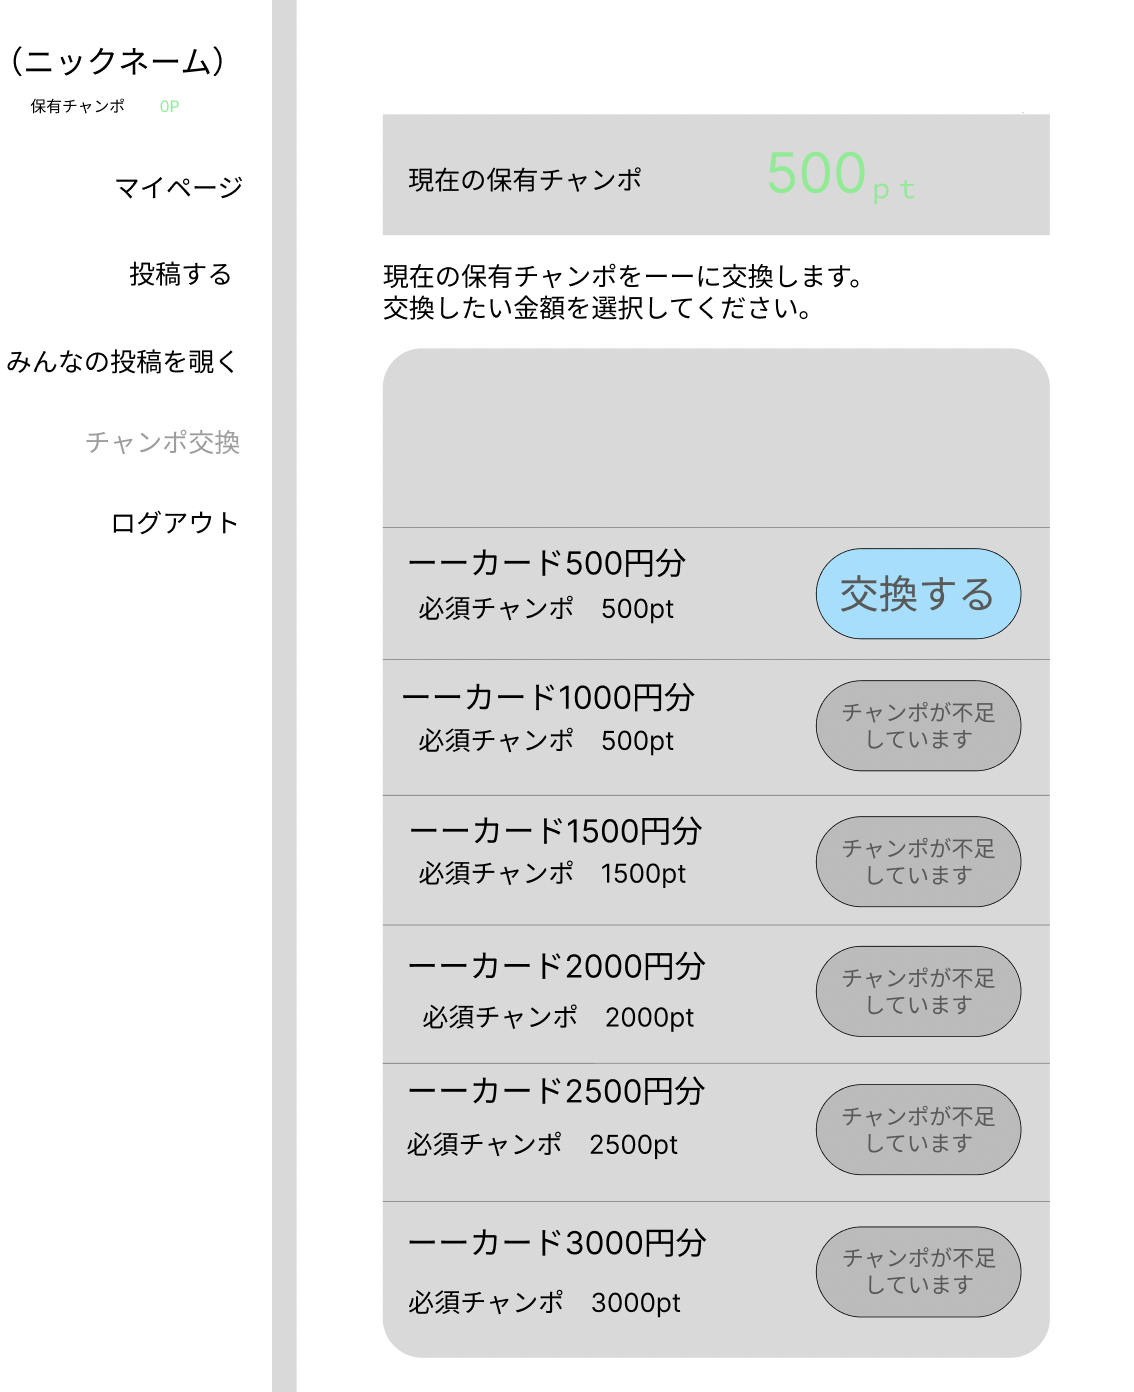 （ニックネーム）
保有チャンポ　0P
マイページ
投稿する
みんなの投稿を覗く
チャンポ交換
ログアウト
現在の保有チャンポ　500ｐｔ
現在の保有チャンポをーーに交換します。
交換したい金額を選択してください。
ーーカード500円分
必須チャンポ　500pt
交換する
ーーカード1000円分
必須チャンポ　500pt
チャンポが不足
しています
ーーカード1500円分
必須チャンポ　1500pt
チャンポが不足
しています
ーーカード2000円分
必須チャンポ　2000pt
チャンポが不足
しています
ーーカード2500円分
必須チャンポ　2500pt
チャンポが不足
しています
ーーカード3000円分
必須チャンポ　3000pt
チャンポが不足
しています